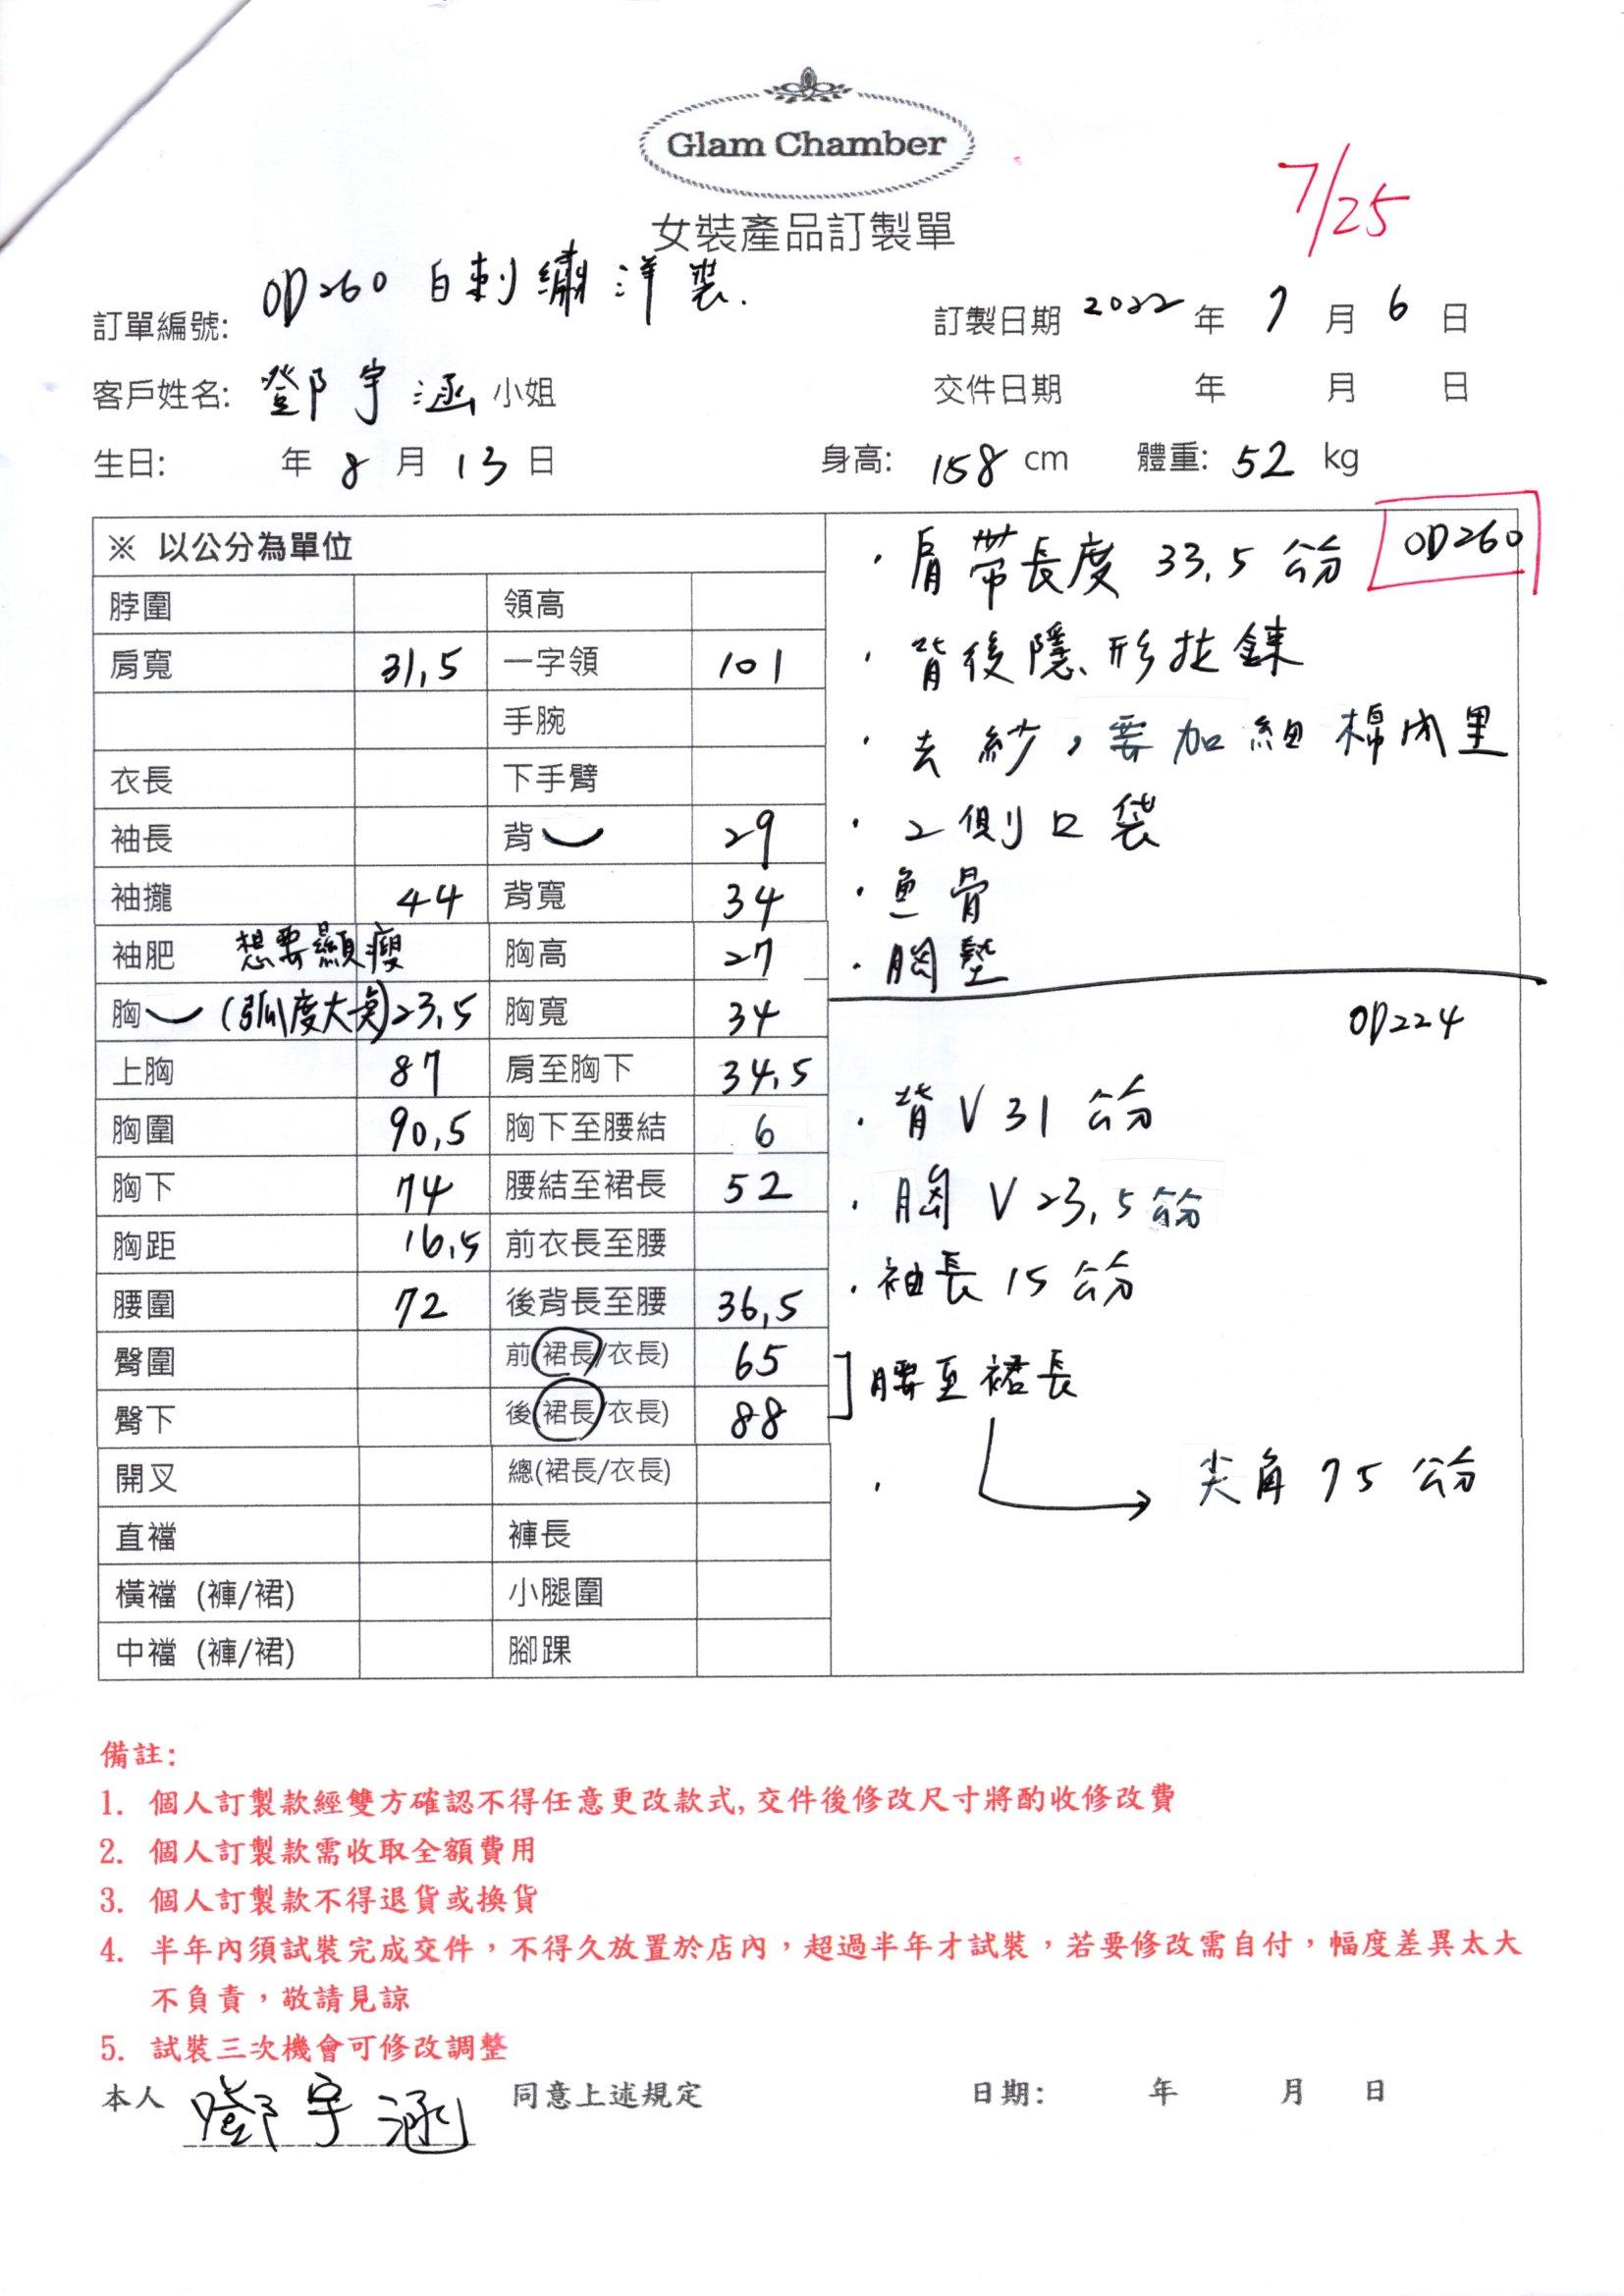 Glam Chamber
女裝產品訂製單
7/25
訂單編號: OD260 白刺繡洋裝.
訂製日期 2022 年 7 月 6 日
客戶姓名: 鄧宇涵 小姐
交件日期 年 月 日
生日: 年 8 月 13 日
身高: 158 cm 體重: 52 kg
※ 以公分為單位
脖圍 領高
肩寬 31.5 一字領 101
手腕
衣長 下手臂
袖長 背 29
袖攏 44 背寬 34
袖肥 想要顯瘦 胸高 27
胸 (弧度大彎) 23.5 胸寬 34
上胸 87 肩至胸下 34.5
胸圍 90.5 胸下至腰結 6
胸下 74 腰結至裙長 52
胸距 16.5 前衣長至腰
腰圍 72 後背長至腰 36.5
臀圍 前(裙長/衣長) 65
臀下 後(裙長/衣長) 88
開叉 總(裙長/衣長)
直襠 褲長
橫襠 (褲/裙) 小腿圍
中襠 (褲/裙) 腳踝
OD260
· 肩帶長度 33.5 公分
· 背後隱形拉鍊
· 去紗，要加細棉內里
· 2側口袋
· 魚骨
· 胸墊
OD224
· 背V 31 公分
· 胸 V 23.5 公分
· 袖長 15 公分
腰至裙長
· 尖角 75 公分
備註:
1. 個人訂製款經雙方確認不得任意更改款式,交件後修改尺寸將酌收修改費
2. 個人訂製款需收取全額費用
3. 個人訂製款不得退貨或換貨
4. 半年內須試裝完成交件，不得久放置於店內，超過半年才試裝，若要修改需自付，幅度差異太大
不負責，敬請見諒
5. 試裝三次機會可修改調整
本人 鄧宇涵 同意上述規定 日期: 年 月 日